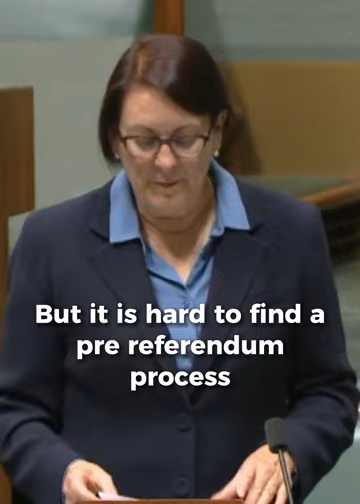 But it is hard to find a
pre referendum
process